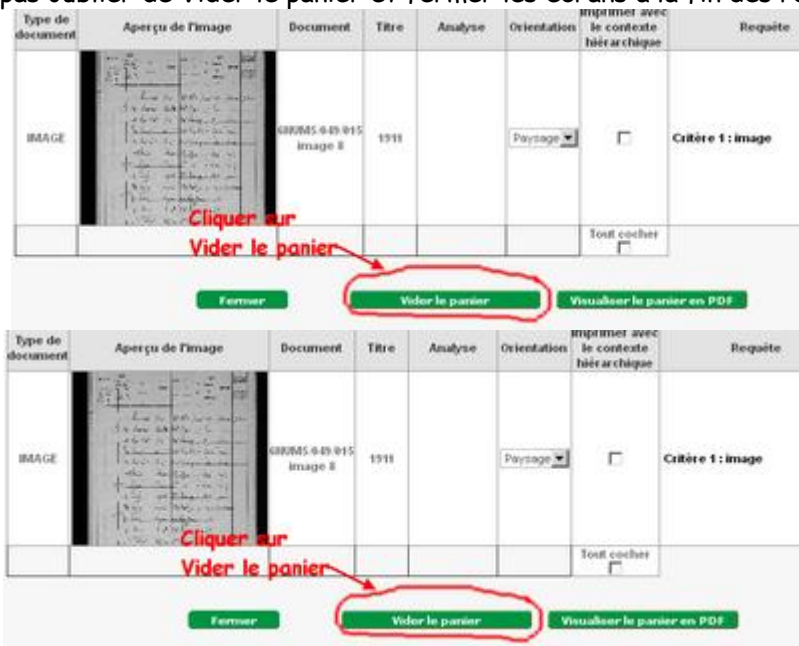 pas oublier de vider le panier et fermer les écrans à la fin des
Type de document Aperçu de l'image Document Titre Analyse Orientation Imprimer avec le contexte hiérarchique Requête
IMAGE image 8 1911 Paysage Critère 1 : image
Cliquer sur
Vider le panier
Tout cocher
Fermer Vider le panier Visualiser le panier en PDF
Type de document Aperçu de l'image Document Titre Analyse Orientation Imprimer avec le contexte hiérarchique Requête
IMAGE image 8 1911 Paysage Critère 1 : image
Cliquer sur
Vider le panier
Tout cocher
Fermer Vider le panier Visualiser le panier en PDF